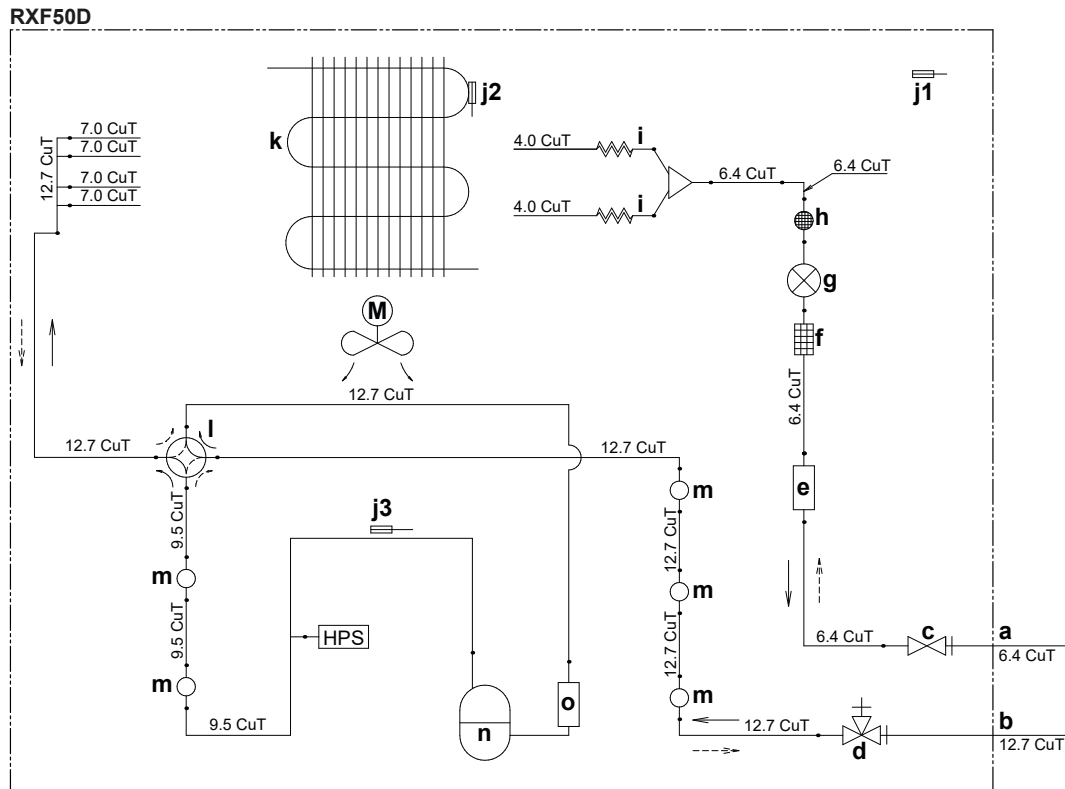 RXF50D
j1
j2
k
7.0 CuT
7.0 CuT
12.7 CuT
7.0 CuT
7.0 CuT
4.0 CuT
i
6.4 CuT
6.4 CuT
4.0 CuT
i
h
g
f
6.4 CuT
M
12.7 CuT
l
12.7 CuT
12.7 CuT
e
m
9.5 CuT
j3
12.7 CuT
m
m
9.5 CuT
HPS
12.7 CuT
6.4 CuT
c
a
6.4 CuT
m
m
9.5 CuT
n
o
12.7 CuT
d
b
12.7 CuT